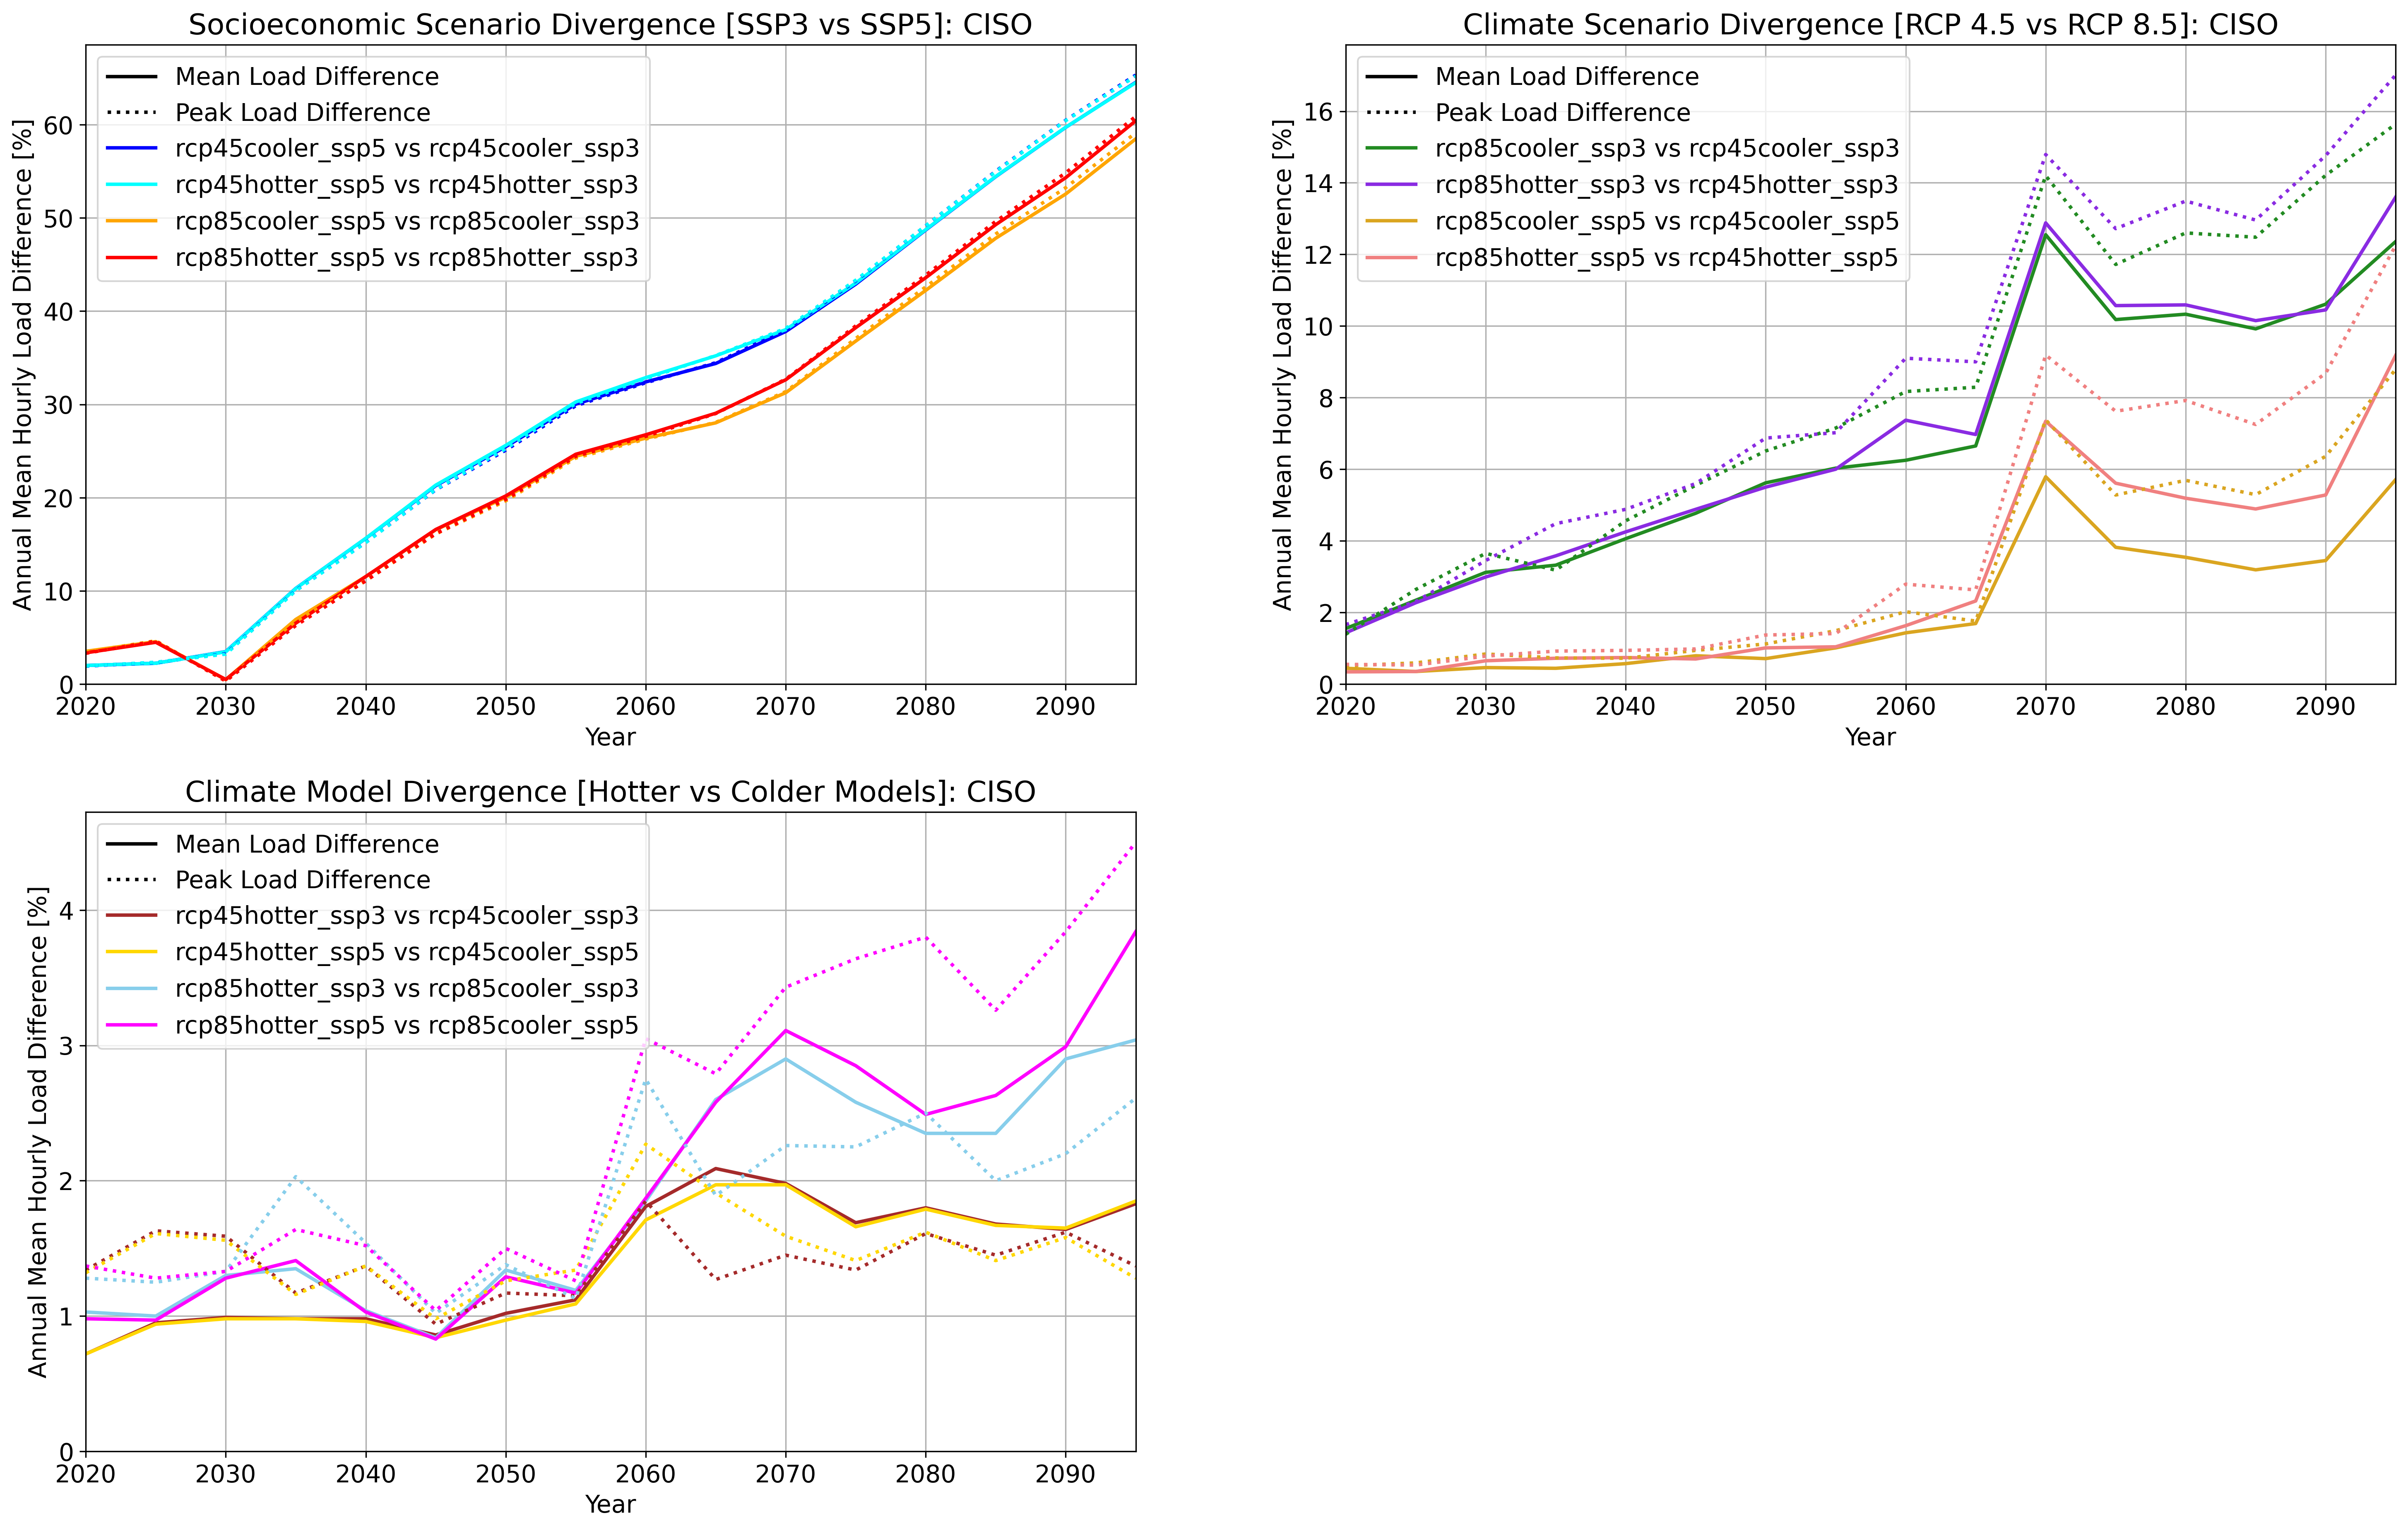 Socioeconomic Scenario Divergence [SSP3 vs SSP5]: CISO
Annual Mean Hourly Load Difference [%]
Mean Load Difference
Peak Load Difference
rcp45cooler_ssp5 vs rcp45cooler_ssp3
rcp45hotter_ssp5 vs rcp45hotter_ssp3
rcp85cooler_ssp5 vs rcp85cooler_ssp3
rcp85hotter_ssp5 vs rcp85hotter_ssp3
60
50
40
30
20
10
0
2020 2030 2040 2050 2060 2070 2080 2090
Year
Climate Scenario Divergence [RCP 4.5 vs RCP 8.5]: CISO
Annual Mean Hourly Load Difference [%]
Mean Load Difference
Peak Load Difference
rcp85cooler_ssp3 vs rcp45cooler_ssp3
rcp85hotter_ssp3 vs rcp45hotter_ssp3
rcp85cooler_ssp5 vs rcp45cooler_ssp5
rcp85hotter_ssp5 vs rcp45hotter_ssp5
16
14
12
10
8
6
4
2
0
2020 2030 2040 2050 2060 2070 2080 2090
Year
Climate Model Divergence [Hotter vs Colder Models]: CISO
Annual Mean Hourly Load Difference [%]
Mean Load Difference
Peak Load Difference
rcp45hotter_ssp3 vs rcp45cooler_ssp3
rcp45hotter_ssp5 vs rcp45cooler_ssp5
rcp85hotter_ssp3 vs rcp85cooler_ssp3
rcp85hotter_ssp5 vs rcp85cooler_ssp5
4
3
2
1
0
2020 2030 2040 2050 2060 2070 2080 2090
Year